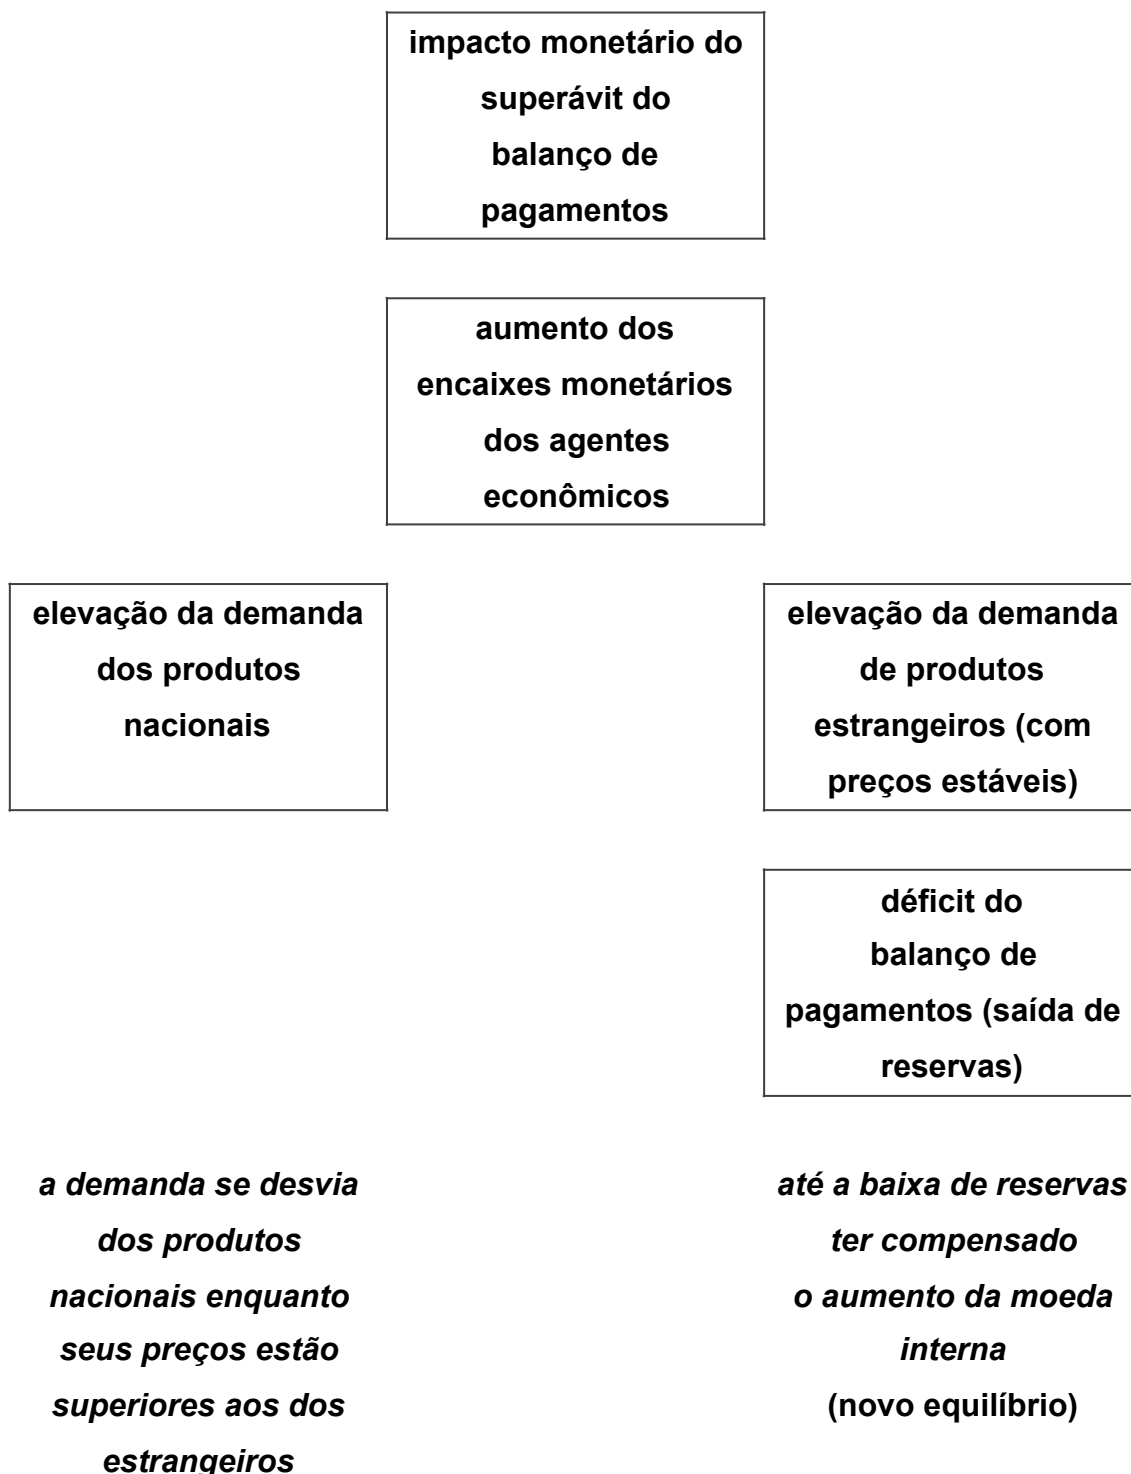 impacto monetário do
superávit do
balanço de
pagamentos
aumento dos
encaixes monetários
dos agentes
econômicos
elevação da demanda
dos produtos
nacionais
elevação da demanda
de produtos
estrangeiros (com
preços estáveis)
déficit do
balanço de
pagamentos (saída de
reservas)
a demanda se desvia
dos produtos
nacionais enquanto
seus preços estão
superiores aos dos
estrangeiros
até a baixa de reservas
ter compensado
o aumento da moeda
interna
(novo equilíbrio)